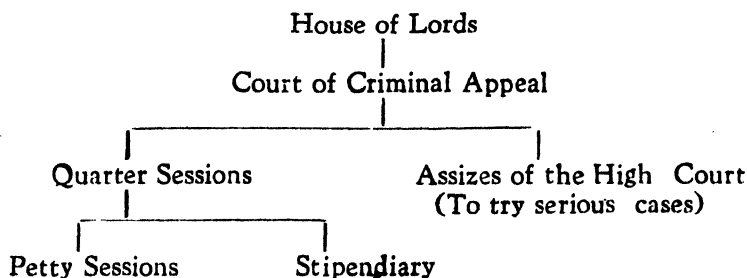 House of Lords
Court of Criminal Appeal
Quarter Sessions
Assizes of the High Court
(To try serious cases)
Petty Sessions
Stipendiary